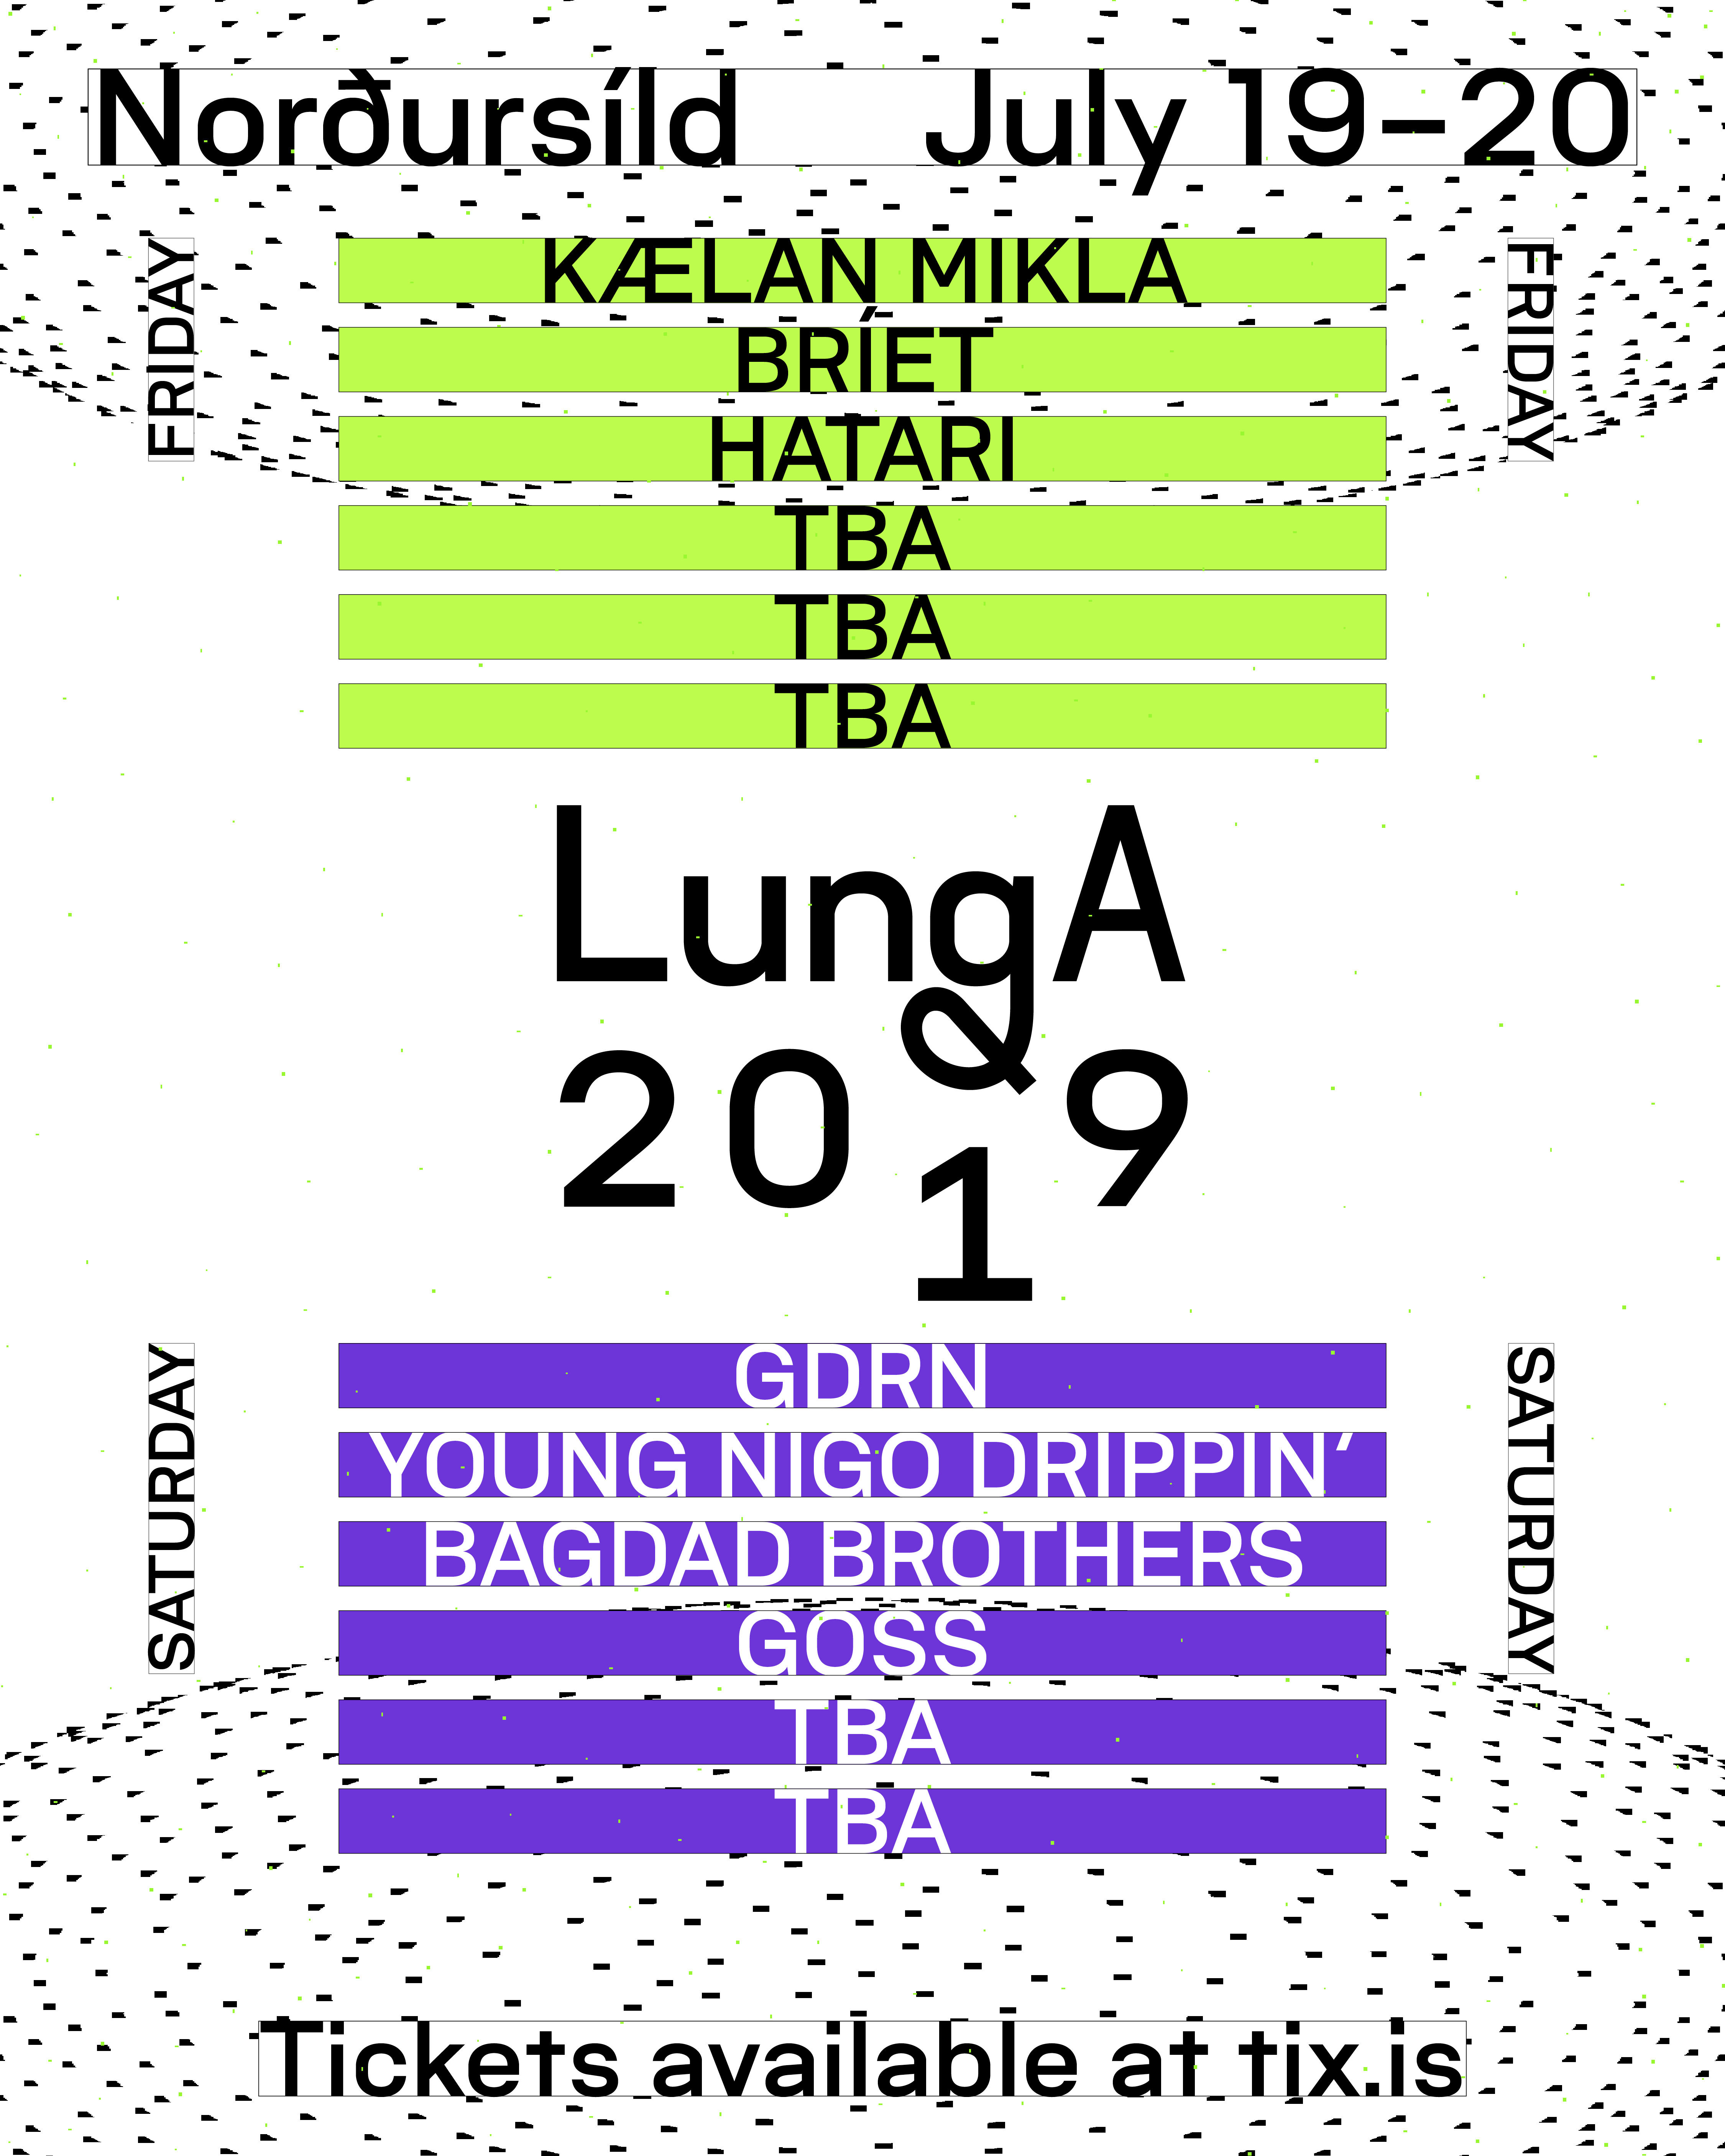 Norðursíld July 19–20
FRIDAY
FRIDAY
KÆLAN MIKLA
BRÍET
HATARI
TBA
TBA
TBA
LungA
2019
SATURDAY
SATURDAY
GDRN
YOUNG NIGO DRIPPIN’
BAGDAD BROTHERS
GOSS
TBA
TBA
Tickets available at tix.is